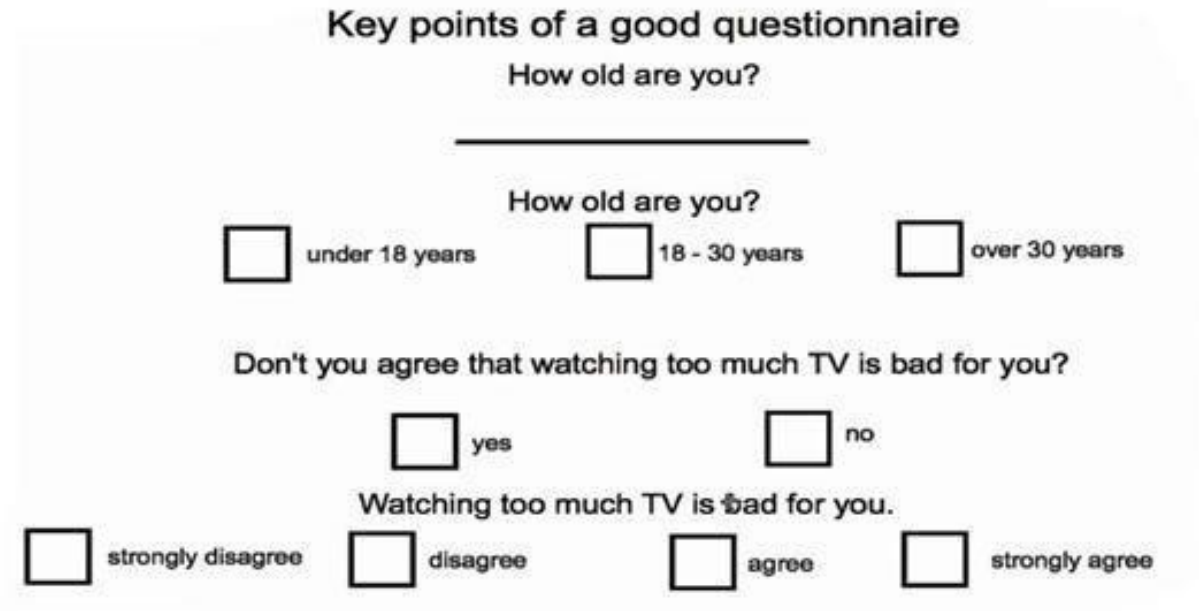 Key points of a good questionnaire
How old are you?
How old are you?
under 18 years 18 - 30 years over 30 years
Don't you agree that watching too much TV is bad for you?
yes no
Watching too much TV is bad for you.
strongly disagree disagree agree strongly agree